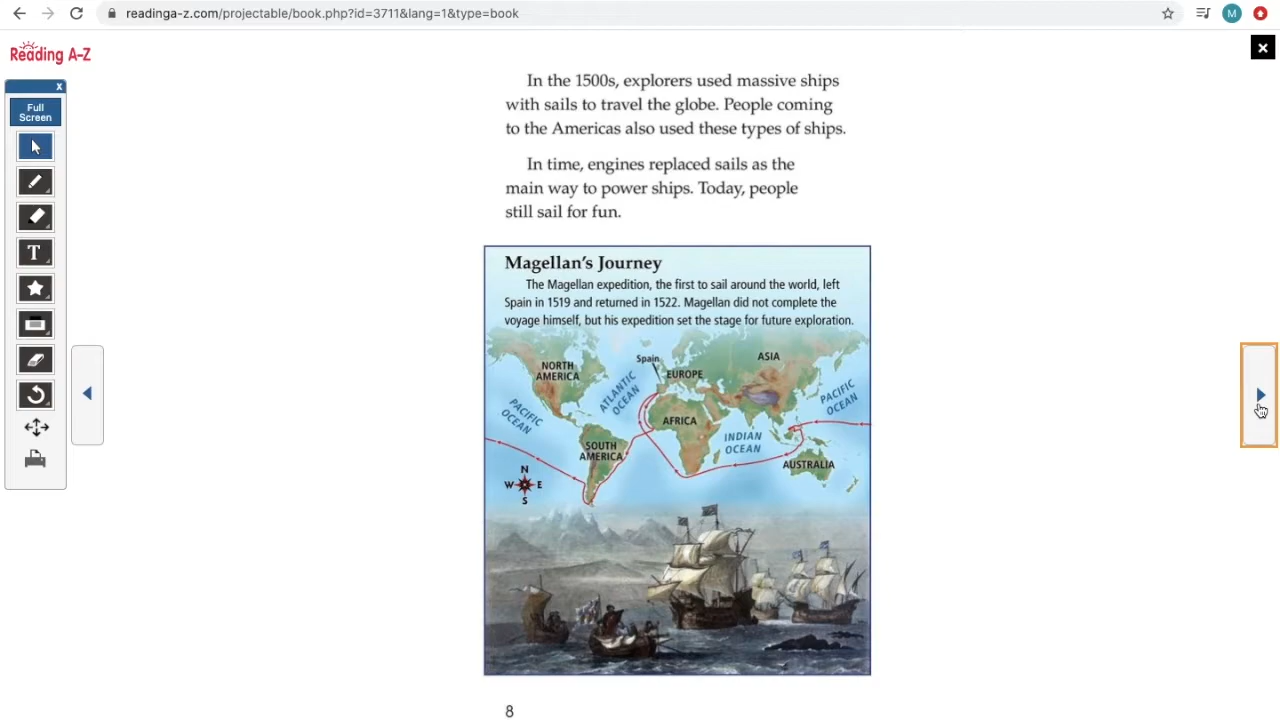 readinga-z.com/projectable/book.php?id=3711&lang=1&type=book
M
Reading A-Z
x
Full
Screen
T
In the 1500s, explorers used massive ships
with sails to travel the globe. People coming
to the Americas also used these types of ships.
In time, engines replaced sails as the
main way to power ships. Today, people
still sail for fun.
Magellan's Journey
The Magellan expedition, the first to sail around the world, left
Spain in 1519 and returned in 1522. Magellan did not complete the
voyage himself, but his expedition set the stage for future exploration.
NORTH
AMERICA
Spain
ASIA
EUROPE
ATLANTIC
OCEAN
PACIFIC
OCEAN
PACIFIC
OCEAN
AFRICA
INDIAN
OCEAN
SOUTH
AMERICA
AUSTRALIA
N
W E
S
8